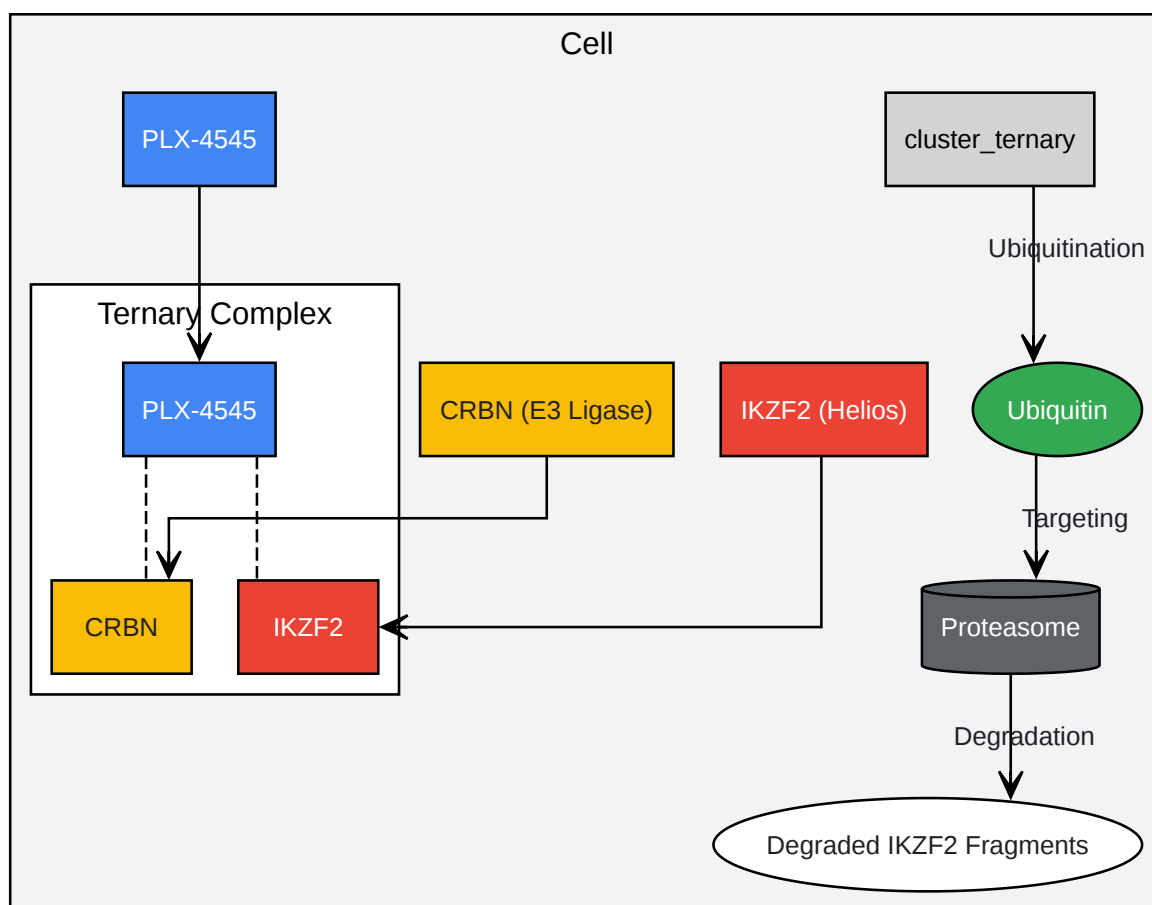 Cell
PLX-4545
cluster_ternary
Ubiquitination
Ternary Complex
PLX-4545
CRBN (E3 Ligase)
IKZF2 (Helios)
Ubiquitin
Targeting
CRBN
IKZF2
Proteasome
Degradation
Degraded IKZF2 Fragments